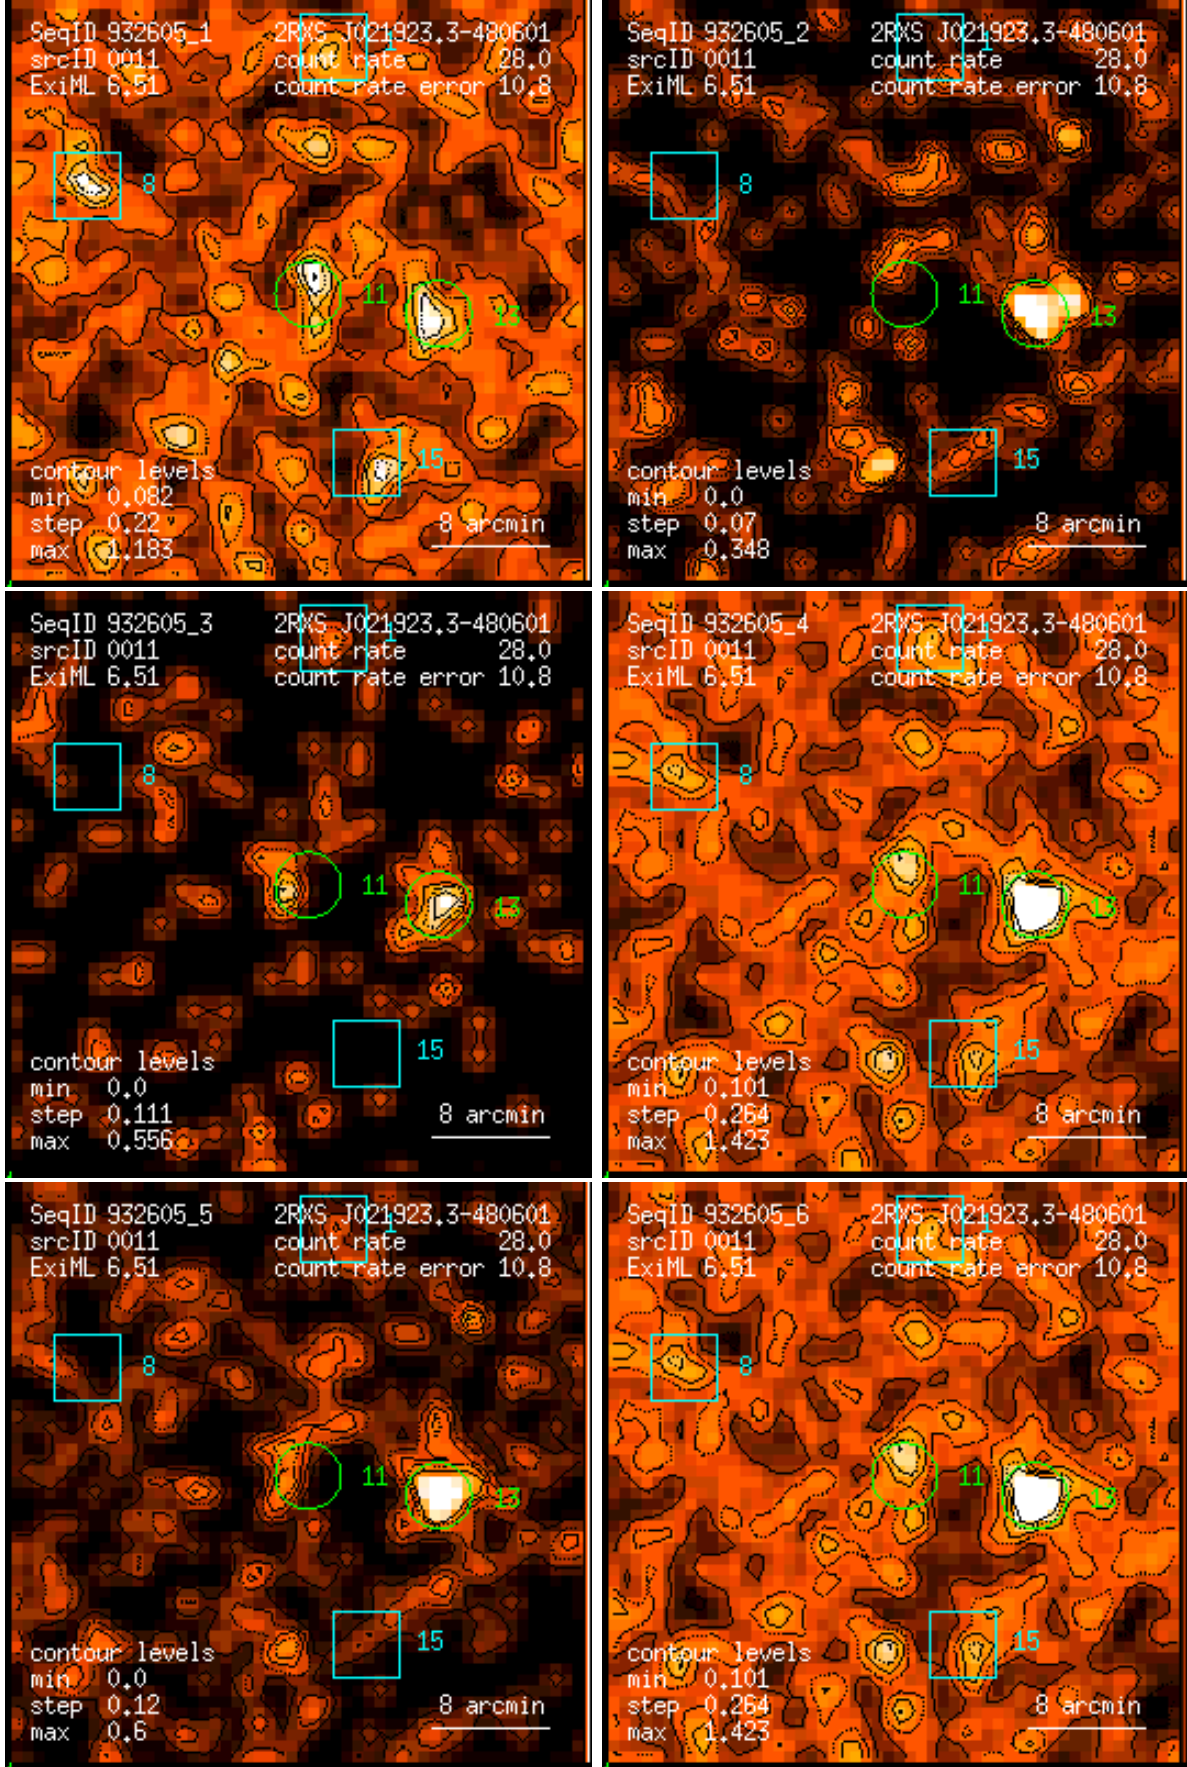 SeqID 932605_1 2RXS J021923.3-480601
srcID 0011 count rate 28.0
ExiML 6.51 count rate error 10.8
1
8
11
13
15
contour levels
min 0.082
step 0.22
max 1.183
8 arcmin
SeqID 932605_2 2RXS J021923.3-480601
srcID 0011 count rate 28.0
ExiML 6.51 count rate error 10.8
1
8
11
13
15
contour levels
min 0.0
step 0.07
max 0.348
8 arcmin
SeqID 932605_3 2RXS J021923.3-480601
srcID 0011 count rate 28.0
ExiML 6.51 count rate error 10.8
1
8
11
13
15
contour levels
min 0.0
step 0.111
max 0.556
8 arcmin
SeqID 932605_4 2RXS J021923.3-480601
srcID 0011 count rate 28.0
ExiML 6.51 count rate error 10.8
1
8
11
13
15
contour levels
min 0.101
step 0.264
max 1.423
8 arcmin
SeqID 932605_5 2RXS J021923.3-480601
srcID 0011 count rate 28.0
ExiML 6.51 count rate error 10.8
1
8
11
13
15
contour levels
min 0.0
step 0.12
max 0.6
8 arcmin
SeqID 932605_6 2RXS J021923.3-480601
srcID 0011 count rate 28.0
ExiML 6.51 count rate error 10.8
1
8
11
13
15
contour levels
min 0.101
step 0.264
max 1.423
8 arcmin